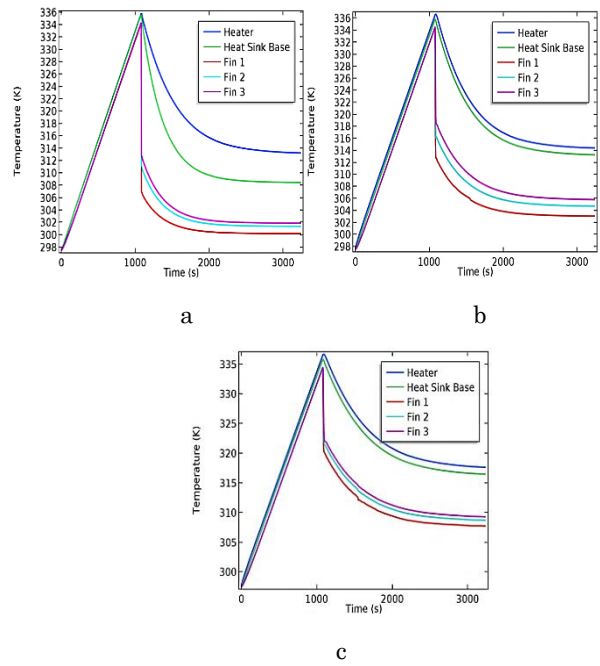 336
334
332
330
328
326
324
322
320
318
316
314
312
310
308
306
304
302
300
298
Temperature (K)
Heater
Heat Sink Base
Fin 1
Fin 2
Fin 3
0 1000 2000 3000
Time (s)
a
336
334
332
330
328
326
324
322
320
318
316
314
312
310
308
306
304
302
300
298
Temperature (K)
Heater
Heat Sink Base
Fin 1
Fin 2
Fin 3
0 1000 2000 3000
Time (s)
b
335
330
325
320
315
310
305
300
Temperature (K)
Heater
Heat Sink Base
Fin 1
Fin 2
Fin 3
0 1000 2000 3000
Time (s)
c